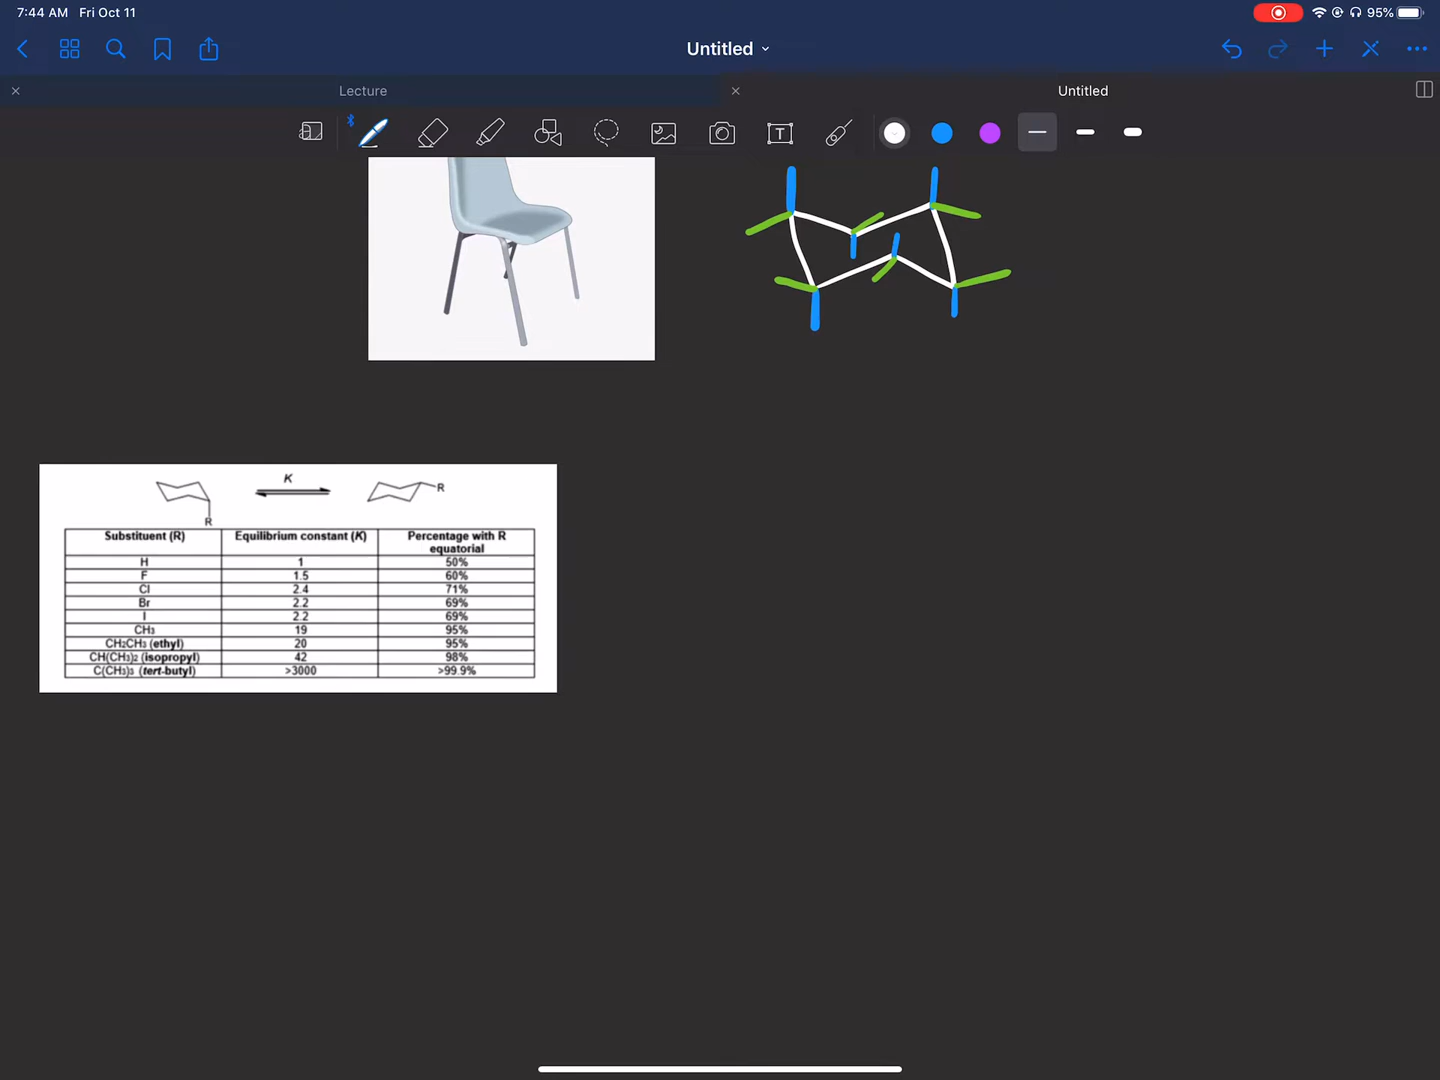 7:44 AM Fri Oct 11
95%
Untitled
Lecture
Untitled
T
K
R
R
Substituent (R) Equilibrium constant (K) Percentage with R equatorial
H 1 50%
F 1.5 60%
Cl 2.4 71%
Br 2.2 69%
I 2.2 69%
CH₃ 19 95%
CH₂CH₃ (ethyl) 20 95%
CH(CH₃)₂ (isopropyl) 42 98%
C(CH₃)₃ (tert-butyl) >3000 >99.9%